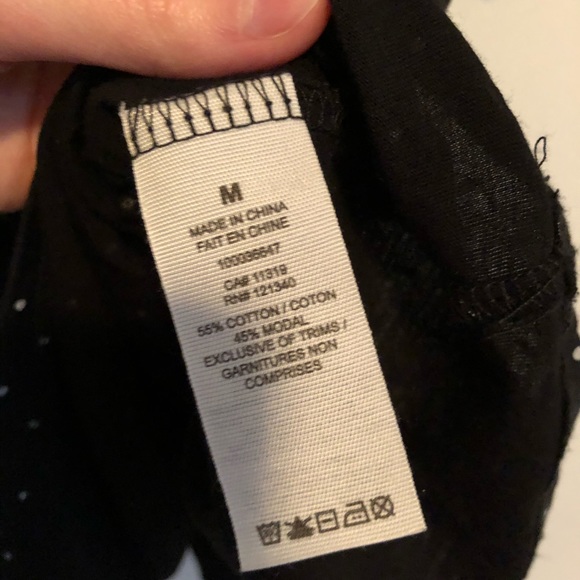 M
MADE IN CHINA
FAIT EN CHINE
100086647
CA# 11319
RN# 121340
55% COTTON / COTON
45% MODAL
EXCLUSIVE OF TRIMS /
GARNITURES NON
COMPRISES